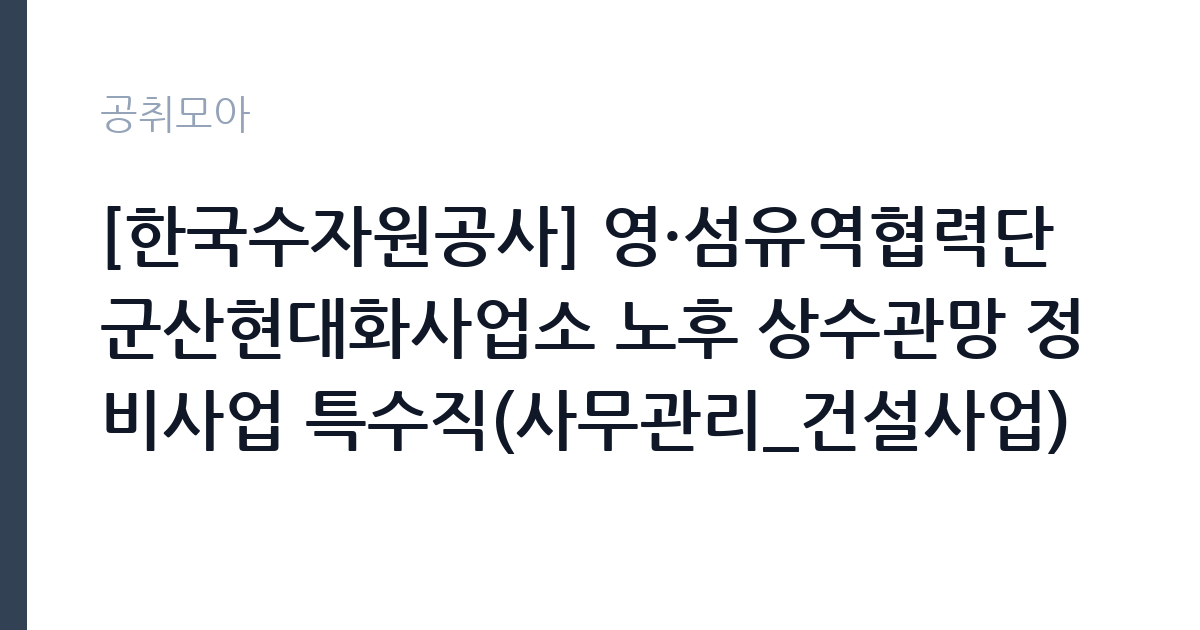 공취모아
[한국수자원공사] 영·섬유역협력단
군산현대화사업소 노후 상수관망 정
비사업 특수직(사무관리_건설사업)